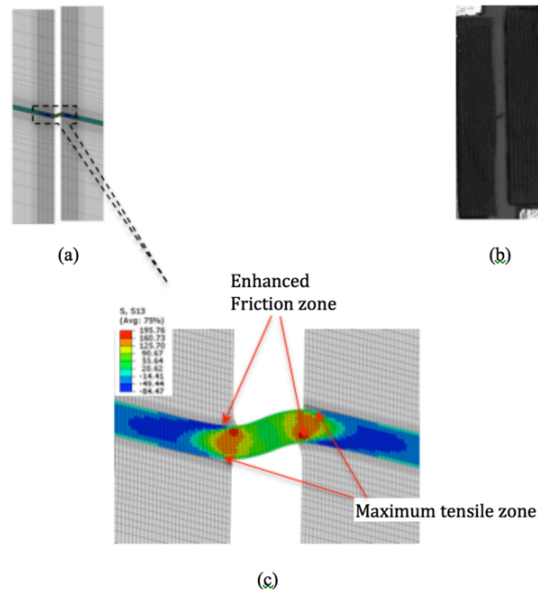 (a)
(b)
Enhanced
Friction zone
S, S13
(Avg: 75%)
195.76
160.73
125.70
90.67
55.64
20.62
-14.41
-49.44
-84.47
Maximum tensile zone
(c)